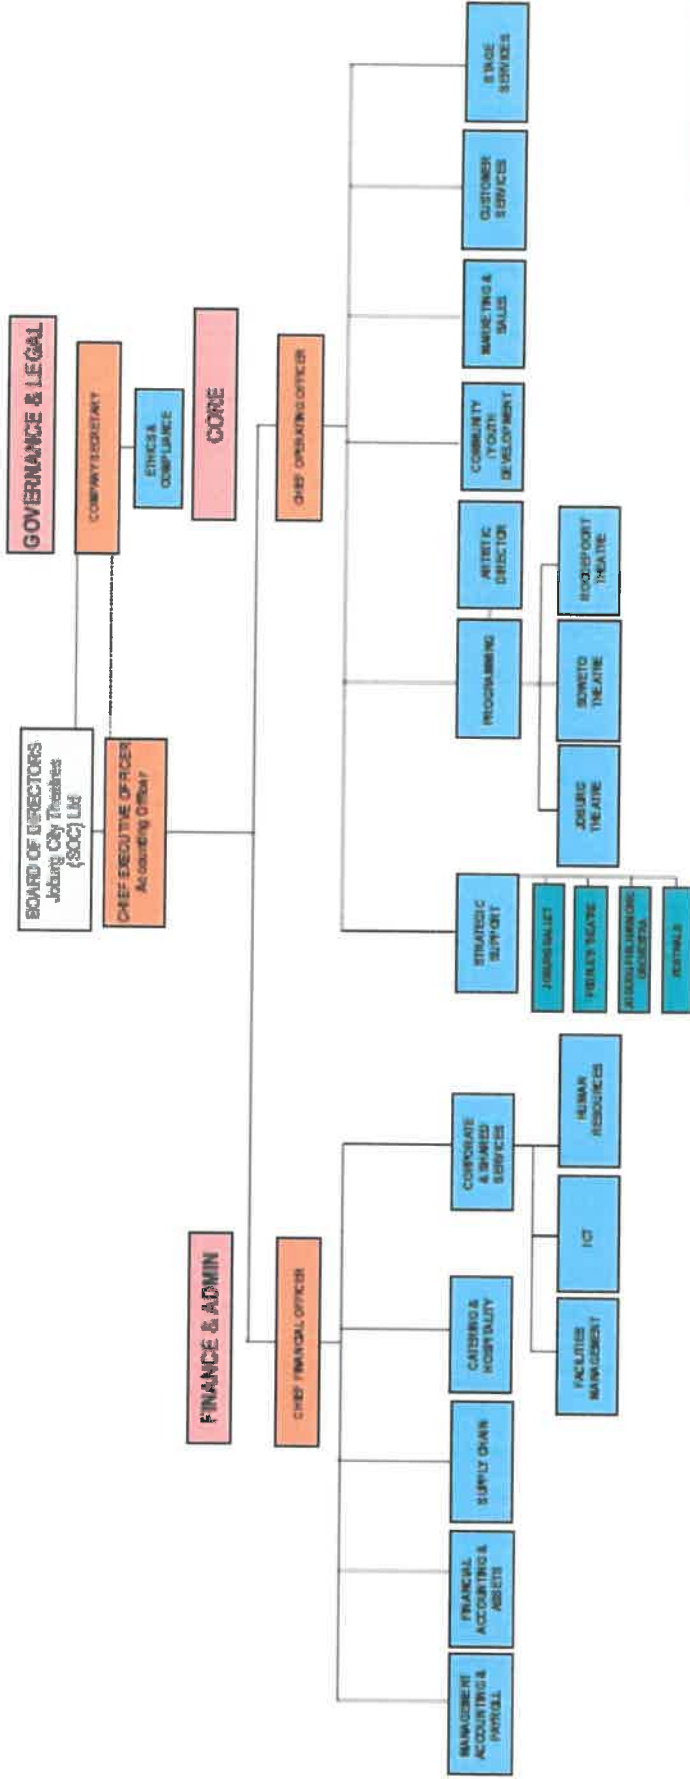 GOVERNANCE & LEGAL
BOARD OF DIRECTORS
Joburg City Theatres
(SOC) Ltd
COMPANY SECRETARY
CHIEF EXECUTIVE OFFICER
Accounting Officer
ETHICS &
COMPLIANCE
FINANCE & ADMIN
CORE
CHIEF FINANCIAL OFFICER
CHIEF OPERATING OFFICER
MANAGEMENT
ACCOUNTING &
PAYROLL
FINANCIAL
ACCOUNTING &
ASSETS
SUPPLY CHAIN
CATERING &
HOSPITALITY
CORPORATE
& SHARED
SERVICES
STRATEGIC
SUPPORT
PROGRAMMING
ARTISTIC
DIRECTOR
COMMUNITY
/ YOUTH
DEVELOPMENT
MARKETING &
SALES
CUSTOMER
SERVICES
STAGE
SERVICES
FACILITIES
MANAGEMENT
ICT
HUMAN
RESOURCES
JOBURG BALLET
PEOPLE'S THEATRE
JOBURG PHILHARMONIC
ORCHESTRA
FESTIVALS
JOBURG
THEATRE
SOWETO
THEATRE
ROODEPOORT
THEATRE